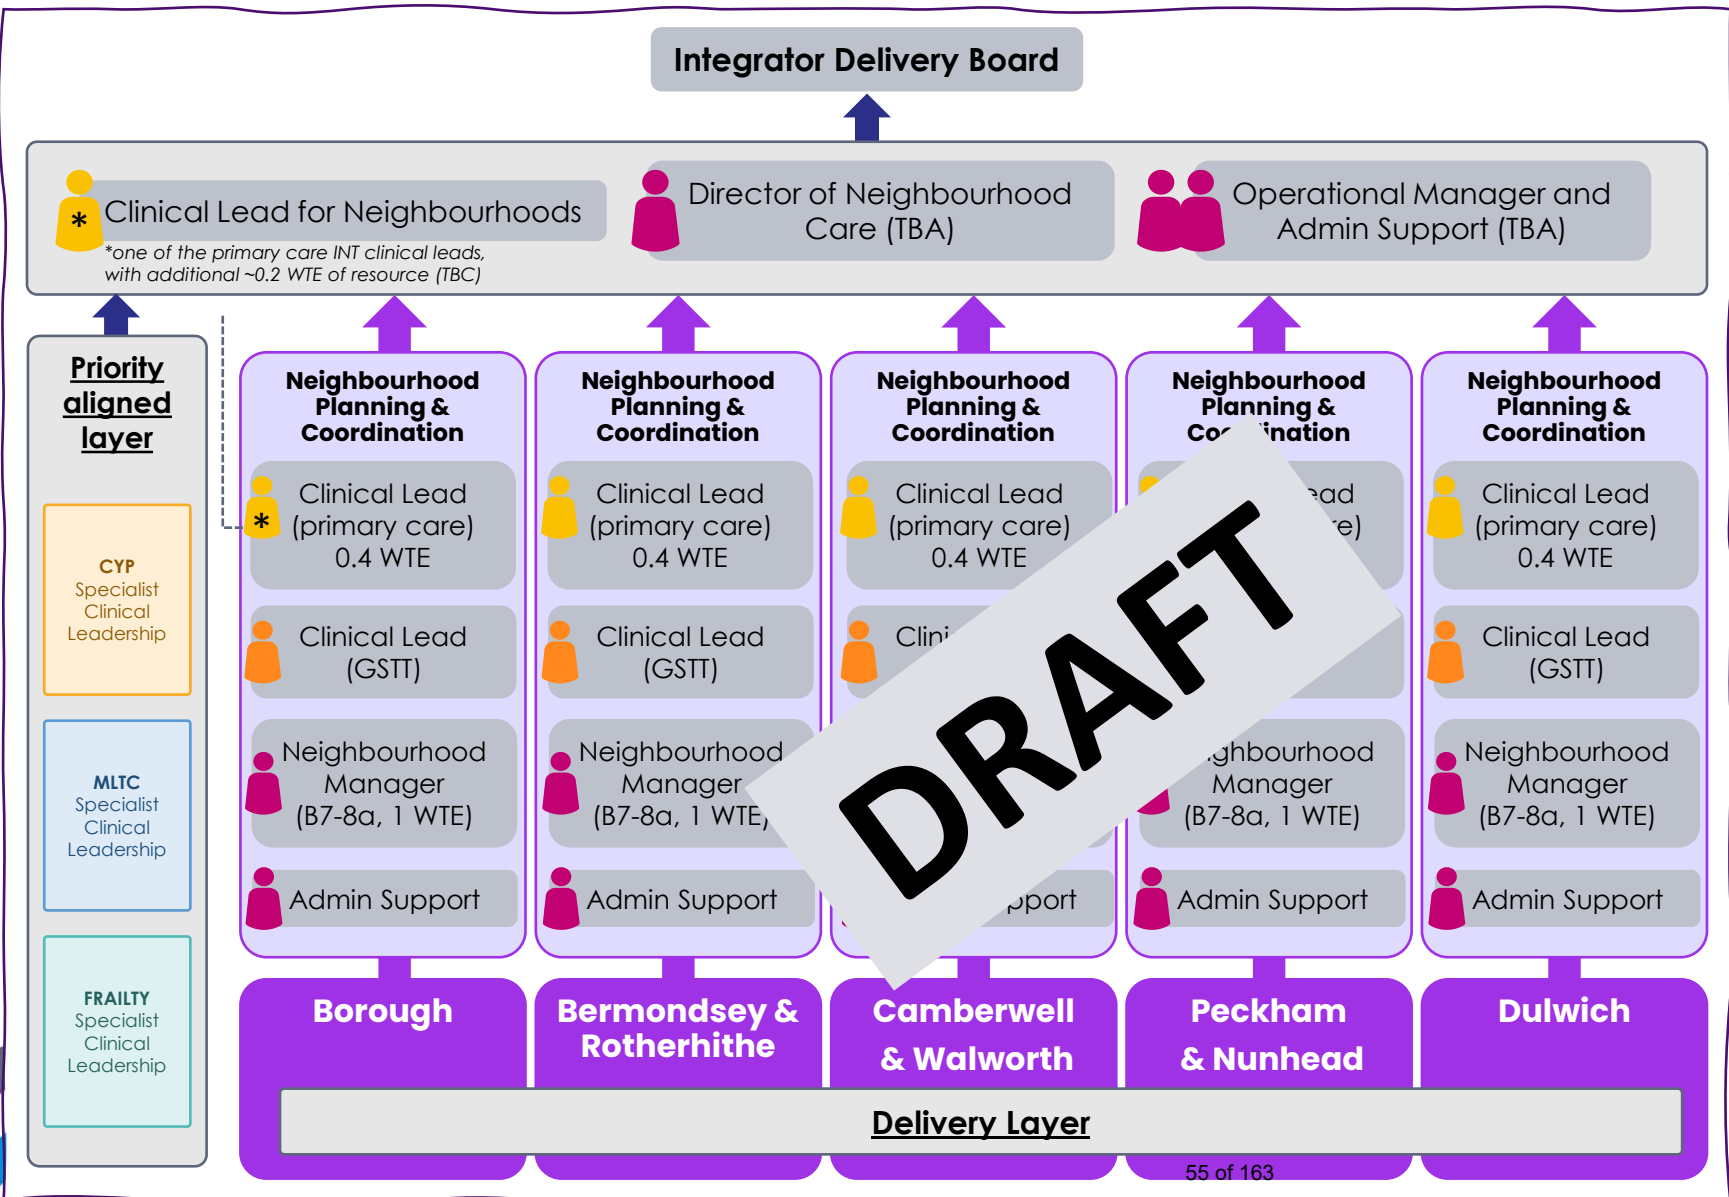 Integrator Delivery Board
*
Clinical Lead for Neighbourhoods
*one of the primary care INT clinical leads,
with additional ~0.2 WTE of resource (TBC)
Director of Neighbourhood
Care (TBA)
Operational Manager and
Admin Support (TBA)
Priority
aligned
layer
CYP
Specialist
Clinical
Leadership
MLTC
Specialist
Clinical
Leadership
FRAILTY
Specialist
Clinical
Leadership
Neighbourhood
Planning &
Coordination
*
Clinical Lead
(primary care)
0.4 WTE
Clinical Lead
(GSTT)
Neighbourhood
Manager
(B7-8a, 1 WTE)
Admin Support
Borough
Neighbourhood
Planning &
Coordination
Clinical Lead
(primary care)
0.4 WTE
Clinical Lead
(GSTT)
Neighbourhood
Manager
(B7-8a, 1 WTE)
Admin Support
Bermondsey &
Rotherhithe
Neighbourhood
Planning &
Coordination
Clinical Lead
(primary care)
0.4 WTE
Camberwell
& Walworth
Neighbourhood
Planning &
Coordination
Neighbourhood
Manager
(B7-8a, 1 WTE)
Admin Support
Peckham
& Nunhead
Neighbourhood
Planning &
Coordination
Clinical Lead
(primary care)
0.4 WTE
Clinical Lead
(GSTT)
Neighbourhood
Manager
(B7-8a, 1 WTE)
Admin Support
Dulwich
DRAFT
Delivery Layer
55 of 163